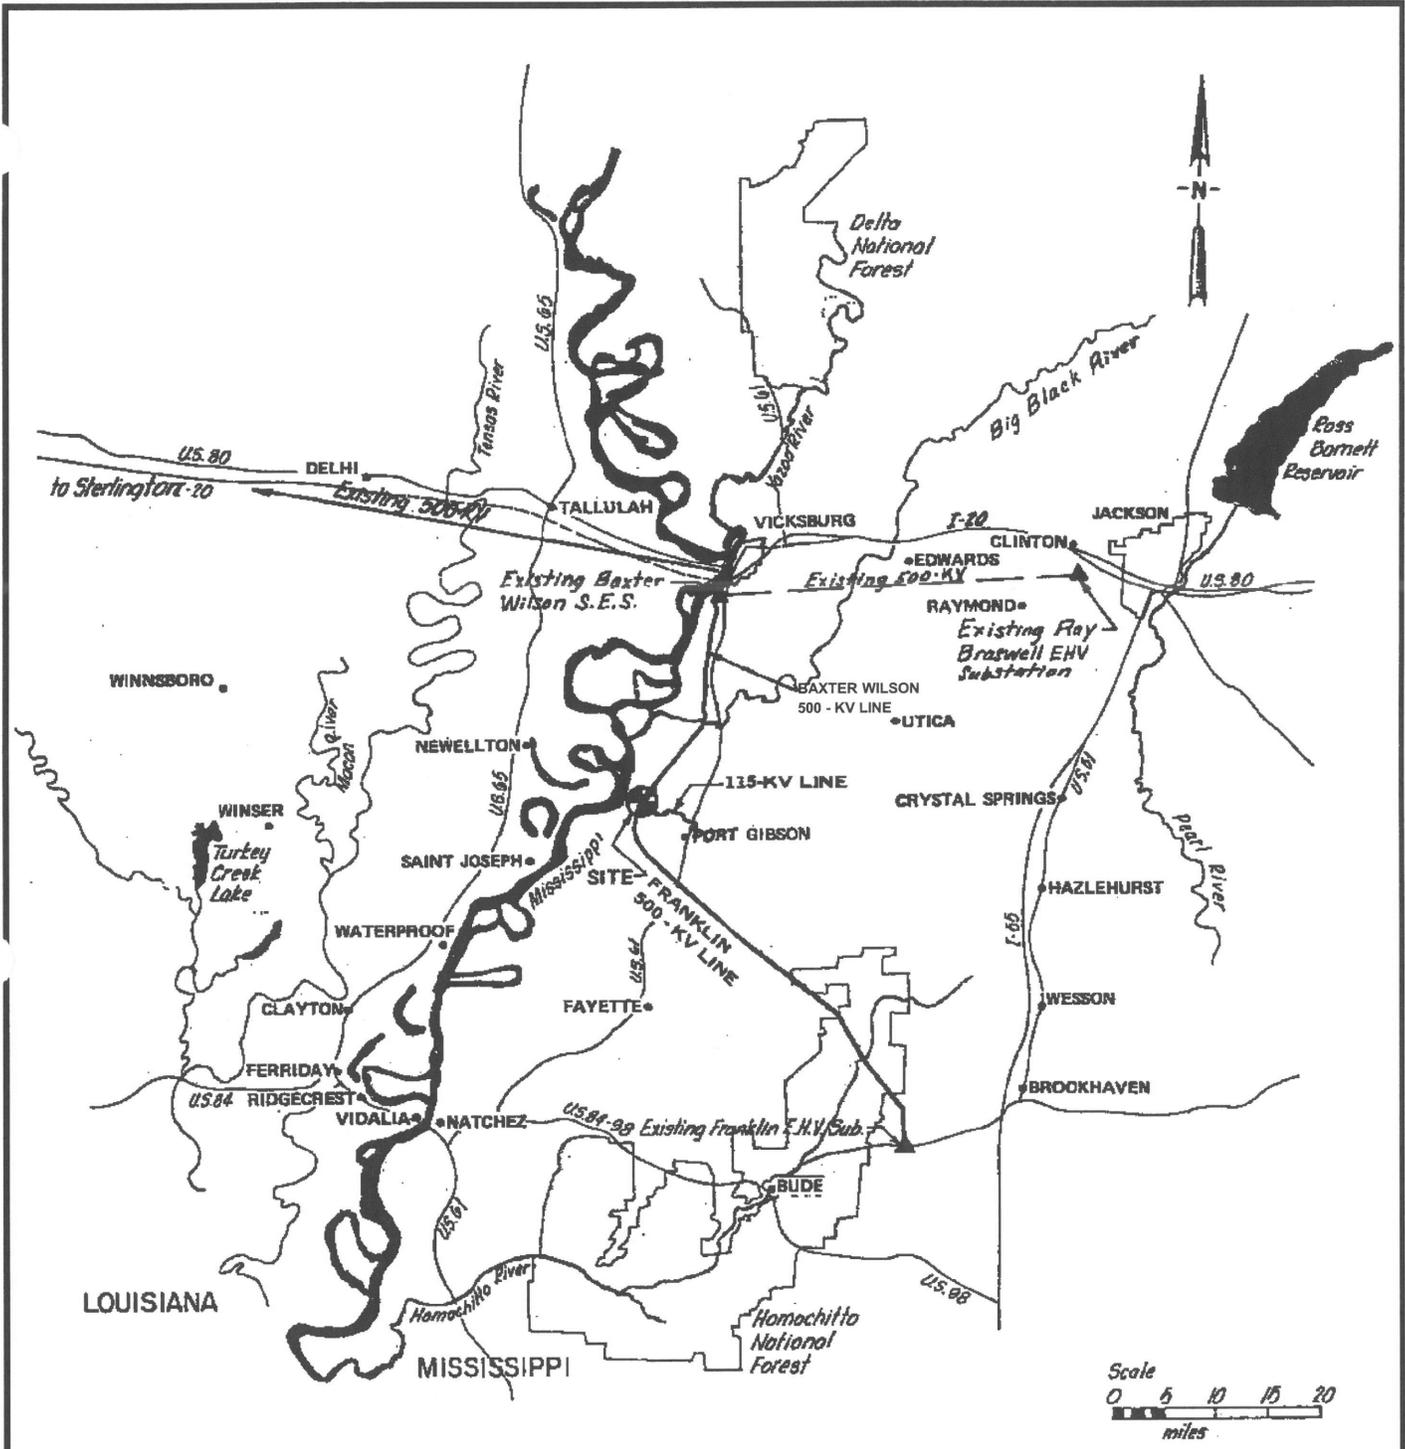 N
Delta
National
Forest
U.S. 65
Tensas River
U.S.61
Yazoo River
Big Black River
Ross
Barnett
Reservoir
U.S. 80
DELHI
to Sterlington
I-20
Existing 500-KV
TALLULAH
VICKSBURG
I-20
JACKSON
CLINTON
EDWARDS
Existing 500-KV
U.S. 80
Existing Baxter
Wilson S.E.S.
RAYMOND
Existing Ray
Braswell EHV
Substation
WINNSBORO
BAXTER WILSON
500 - KV LINE
UTICA
River
Macon
NEWELLTON
U.S.65
115-KV LINE
U.S.61
CRYSTAL SPRINGS
WINSER
Turkey
Creek
Lake
PORT GIBSON
Pearl River
SAINT JOSEPH
Mississippi
SITE
FRANKLIN
500 - KV LINE
HAZLEHURST
WATERPROOF
U.S.61
I-55
CLAYTON
FAYETTE
WESSON
FERRIDAY
U.S.84
RIDGECREST
BROOKHAVEN
VIDALIA
NATCHEZ
U.S.84-98
Existing Franklin E.H.V. Sub.
BUDE
U.S.61
Homochitto River
U.S. 98
LOUISIANA
Homochitto
National
Forest
MISSISSIPPI
Scale
0 5 10 15 20
miles